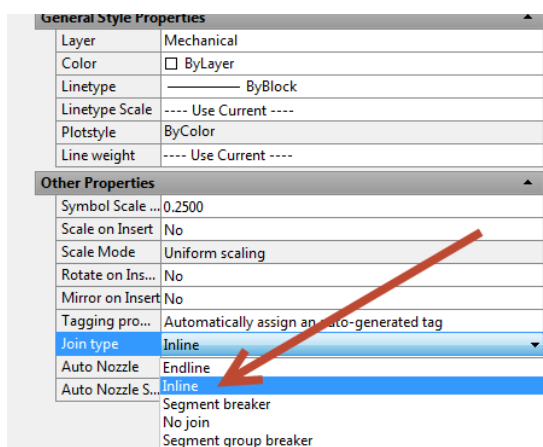 General Style Properties
Layer Mechanical
Color ByLayer
Linetype ByBlock
Linetype Scale ---- Use Current ----
Plotstyle ByColor
Line weight ---- Use Current ----
Other Properties
Symbol Scale ... 0.2500
Scale on Insert No
Scale Mode Uniform scaling
Rotate on Ins... No
Mirror on Insert No
Tagging pro... Automatically assign an auto-generated tag
Join type Inline
Auto Nozzle Endline
Auto Nozzle S... Inline
Segment breaker
No join
Segment group breaker